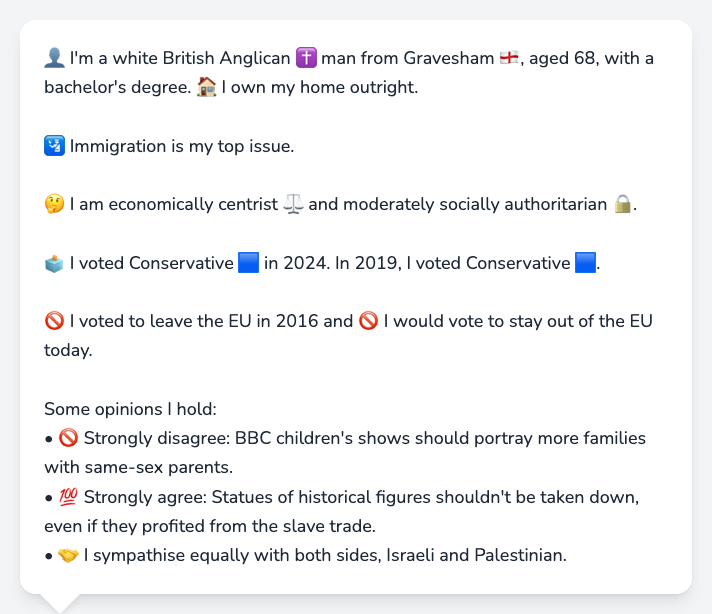 👤 I'm a white British Anglican ✝️ man from Gravesham 🏴󠁧󠁢󠁥󠁮󠁧󠁿, aged 68, with a
bachelor's degree. 🏠 I own my home outright.
🛂 Immigration is my top issue.
🤔 I am economically centrist ⚖️ and moderately socially authoritarian 🔒.
🗳️ I voted Conservative 🟦 in 2024. In 2019, I voted Conservative 🟦.
🚫 I voted to leave the EU in 2016 and 🚫 I would vote to stay out of the EU
today.
Some opinions I hold:
• 🚫 Strongly disagree: BBC children's shows should portray more families
with same-sex parents.
• 💯 Strongly agree: Statues of historical figures shouldn't be taken down,
even if they profited from the slave trade.
• 🤝 I sympathise equally with both sides, Israeli and Palestinian.